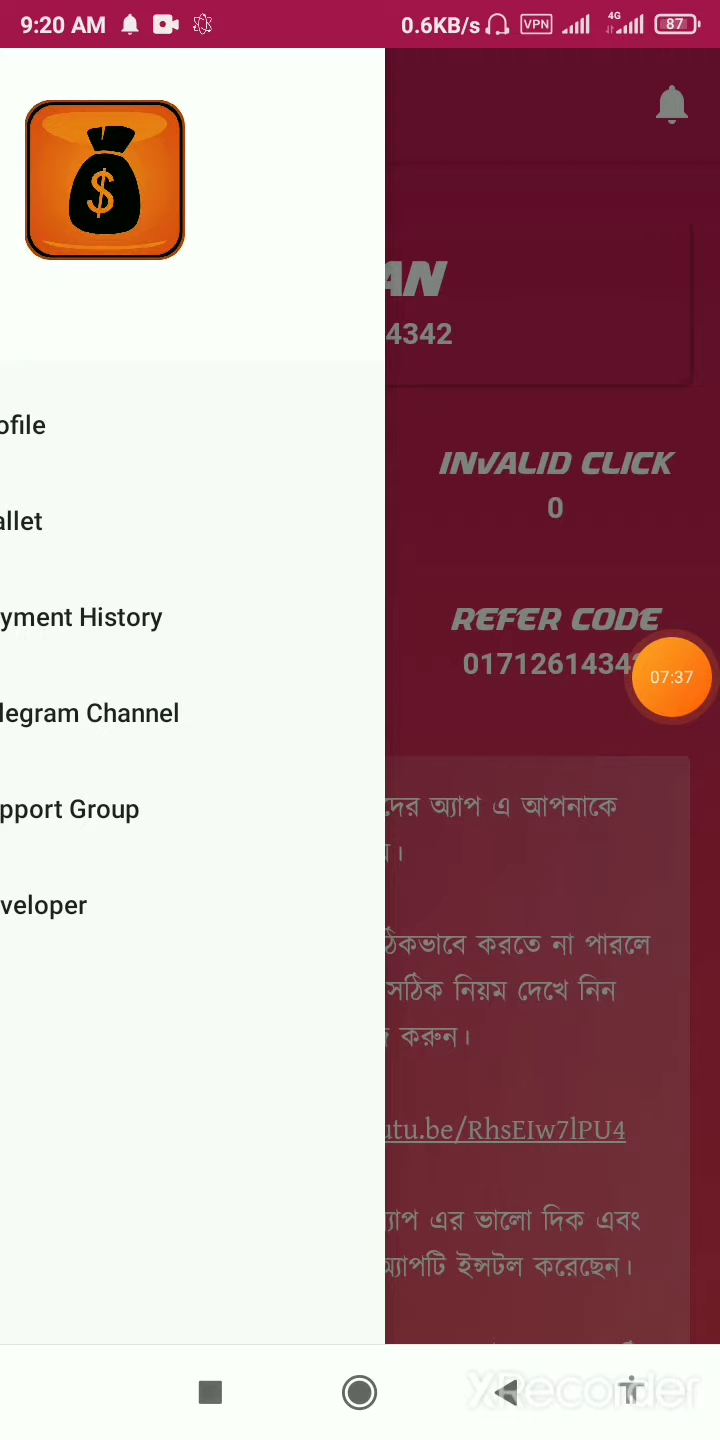 9:20 AM 0.6KB/s VPN 4G 87
$
AN
4342
ofile
INVALID CLICK
allet
0
yment History
REFER CODE
0171261434
07:37
legram Channel
pport Group
দের অ্যাপ এ আপনাকে
veloper
ঠিকভাবে করতে না পারলে
সঠিক নিয়ম দেখে নিন
করুন।
utu.be/RhsEIw7lPU4
্যাপ এর ভালো দিক এবং
অ্যাপটি ইন্সটল করেছেন।
XRecorder